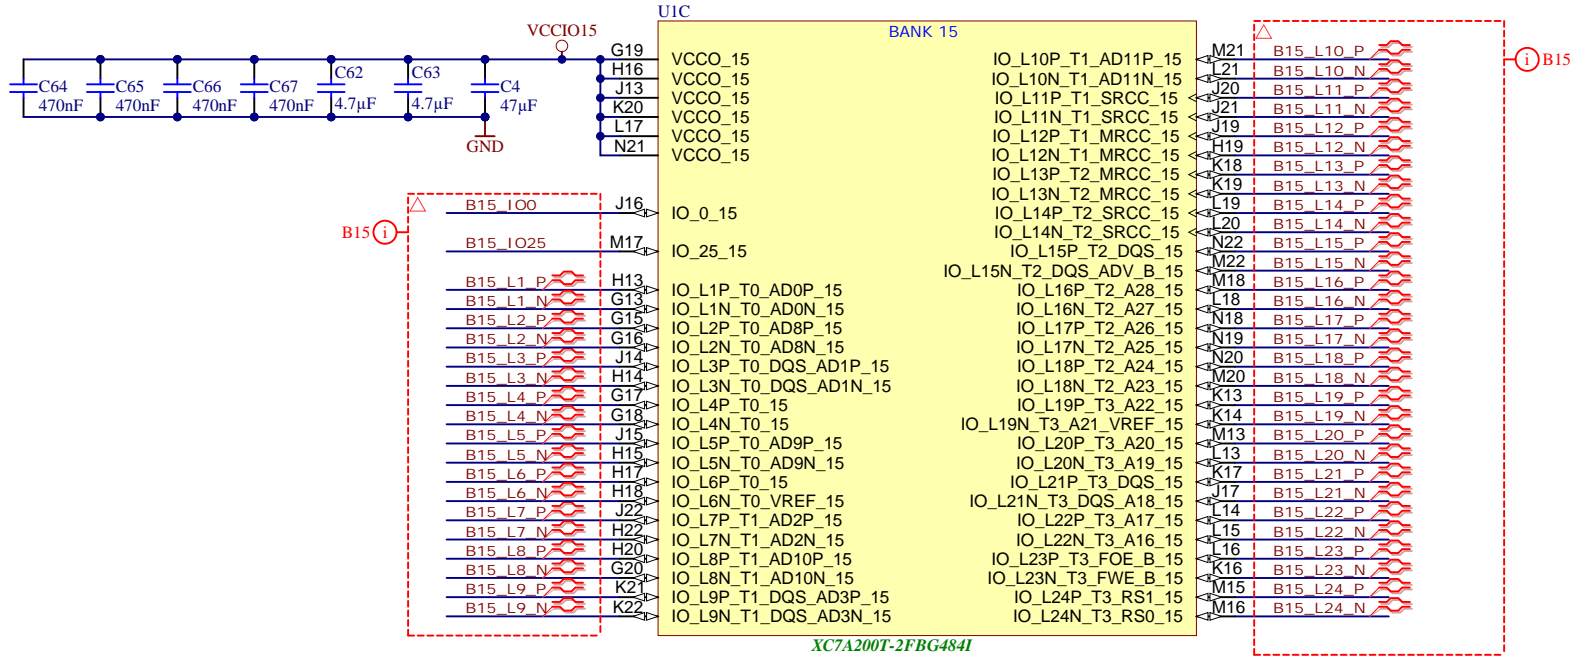 U1C
BANK 15
VCCIO15
C64
470nF
C65
470nF
C66
470nF
C67
470nF
C62
4.7µF
C63
4.7µF
C4
47µF
GND
G19 VCCO_15
H16 VCCO_15
J13 VCCO_15
K20 VCCO_15
L17 VCCO_15
N21 VCCO_15
B15 i
B15_IO0 J16 IO_0_15
B15_IO25 M17 IO_25_15
B15_L1_P H13 IO_L1P_T0_AD0P_15
B15_L1_N G13 IO_L1N_T0_AD0N_15
B15_L2_P G15 IO_L2P_T0_AD8P_15
B15_L2_N G16 IO_L2N_T0_AD8N_15
B15_L3_P J14 IO_L3P_T0_DQS_AD1P_15
B15_L3_N H14 IO_L3N_T0_DQS_AD1N_15
B15_L4_P G17 IO_L4P_T0_15
B15_L4_N G18 IO_L4N_T0_15
B15_L5_P J15 IO_L5P_T0_AD9P_15
B15_L5_N H15 IO_L5N_T0_AD9N_15
B15_L6_P H17 IO_L6P_T0_15
B15_L6_N H18 IO_L6N_T0_VREF_15
B15_L7_P J22 IO_L7P_T1_AD2P_15
B15_L7_N H22 IO_L7N_T1_AD2N_15
B15_L8_P H20 IO_L8P_T1_AD10P_15
B15_L8_N G20 IO_L8N_T1_AD10N_15
B15_L9_P K21 IO_L9P_T1_DQS_AD3P_15
B15_L9_N K22 IO_L9N_T1_DQS_AD3N_15
IO_L10P_T1_AD11P_15 M21 B15_L10_P
IO_L10N_T1_AD11N_15 L21 B15_L10_N
IO_L11P_T1_SRCC_15 J20 B15_L11_P
IO_L11N_T1_SRCC_15 J21 B15_L11_N
IO_L12P_T1_MRCC_15 J19 B15_L12_P
IO_L12N_T1_MRCC_15 H19 B15_L12_N
IO_L13P_T2_MRCC_15 K18 B15_L13_P
IO_L13N_T2_MRCC_15 K19 B15_L13_N
IO_L14P_T2_SRCC_15 L19 B15_L14_P
IO_L14N_T2_SRCC_15 L20 B15_L14_N
IO_L15P_T2_DQS_15 N22 B15_L15_P
IO_L15N_T2_DQS_ADV_B_15 M22 B15_L15_N
IO_L16P_T2_A28_15 M18 B15_L16_P
IO_L16N_T2_A27_15 L18 B15_L16_N
IO_L17P_T2_A26_15 N18 B15_L17_P
IO_L17N_T2_A25_15 N19 B15_L17_N
IO_L18P_T2_A24_15 N20 B15_L18_P
IO_L18N_T2_A23_15 M20 B15_L18_N
IO_L19P_T3_A22_15 K13 B15_L19_P
IO_L19N_T3_A21_VREF_15 K14 B15_L19_N
IO_L20P_T3_A20_15 M13 B15_L20_P
IO_L20N_T3_A19_15 L13 B15_L20_N
IO_L21P_T3_DQS_15 K17 B15_L21_P
IO_L21N_T3_DQS_A18_15 J17 B15_L21_N
IO_L22P_T3_A17_15 L14 B15_L22_P
IO_L22N_T3_A16_15 L15 B15_L22_N
IO_L23P_T3_FOE_B_15 L16 B15_L23_P
IO_L23N_T3_FWE_B_15 K16 B15_L23_N
IO_L24P_T3_RS1_15 M15 B15_L24_P
IO_L24N_T3_RS0_15 M16 B15_L24_N
i B15
XC7A200T-2FBG484I